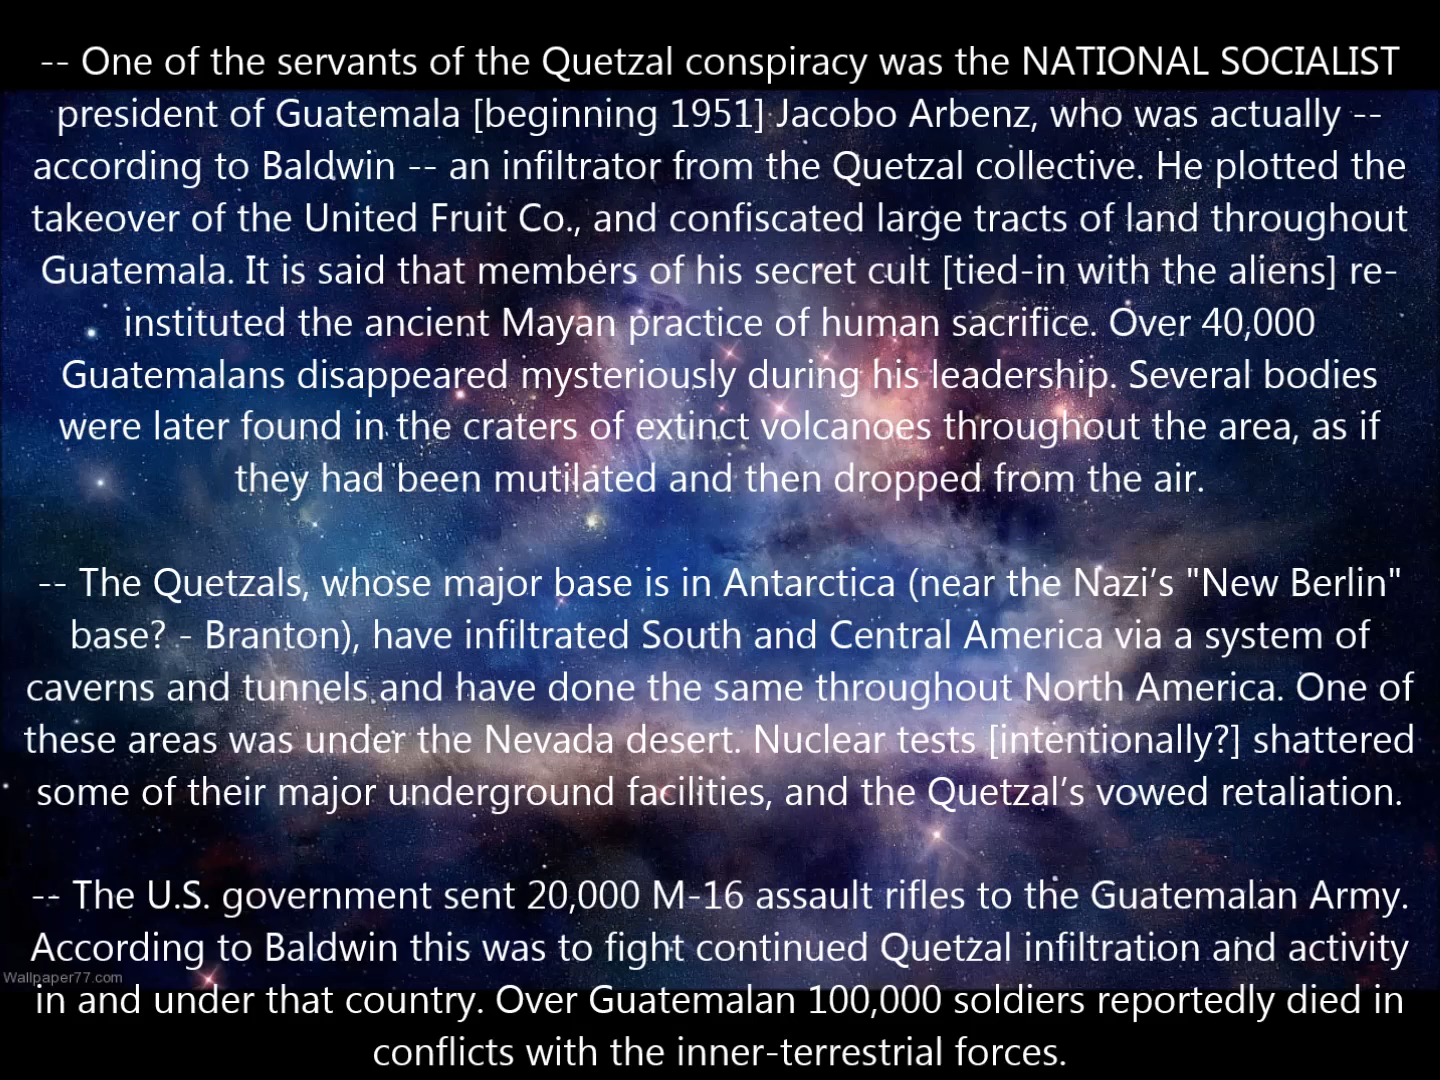 -- One of the servants of the Quetzal conspiracy was the NATIONAL SOCIALIST
president of Guatemala [beginning 1951] Jacobo Arbenz, who was actually --
according to Baldwin -- an infiltrator from the Quetzal collective. He plotted the
takeover of the United Fruit Co., and confiscated large tracts of land throughout
Guatemala. It is said that members of his secret cult [tied-in with the aliens] re-
instituted the ancient Mayan practice of human sacrifice. Over 40,000
Guatemalans disappeared mysteriously during his leadership. Several bodies
were later found in the craters of extinct volcanoes throughout the area, as if
they had been mutilated and then dropped from the air.
-- The Quetzals, whose major base is in Antarctica (near the Nazi’s "New Berlin"
base? - Branton), have infiltrated South and Central America via a system of
caverns and tunnels and have done the same throughout North America. One of
these areas was under the Nevada desert. Nuclear tests [intentionally?] shattered
some of their major underground facilities, and the Quetzal’s vowed retaliation.
-- The U.S. government sent 20,000 M-16 assault rifles to the Guatemalan Army.
According to Baldwin this was to fight continued Quetzal infiltration and activity
Wallpaper77.com
in and under that country. Over Guatemalan 100,000 soldiers reportedly died in
conflicts with the inner-terrestrial forces.